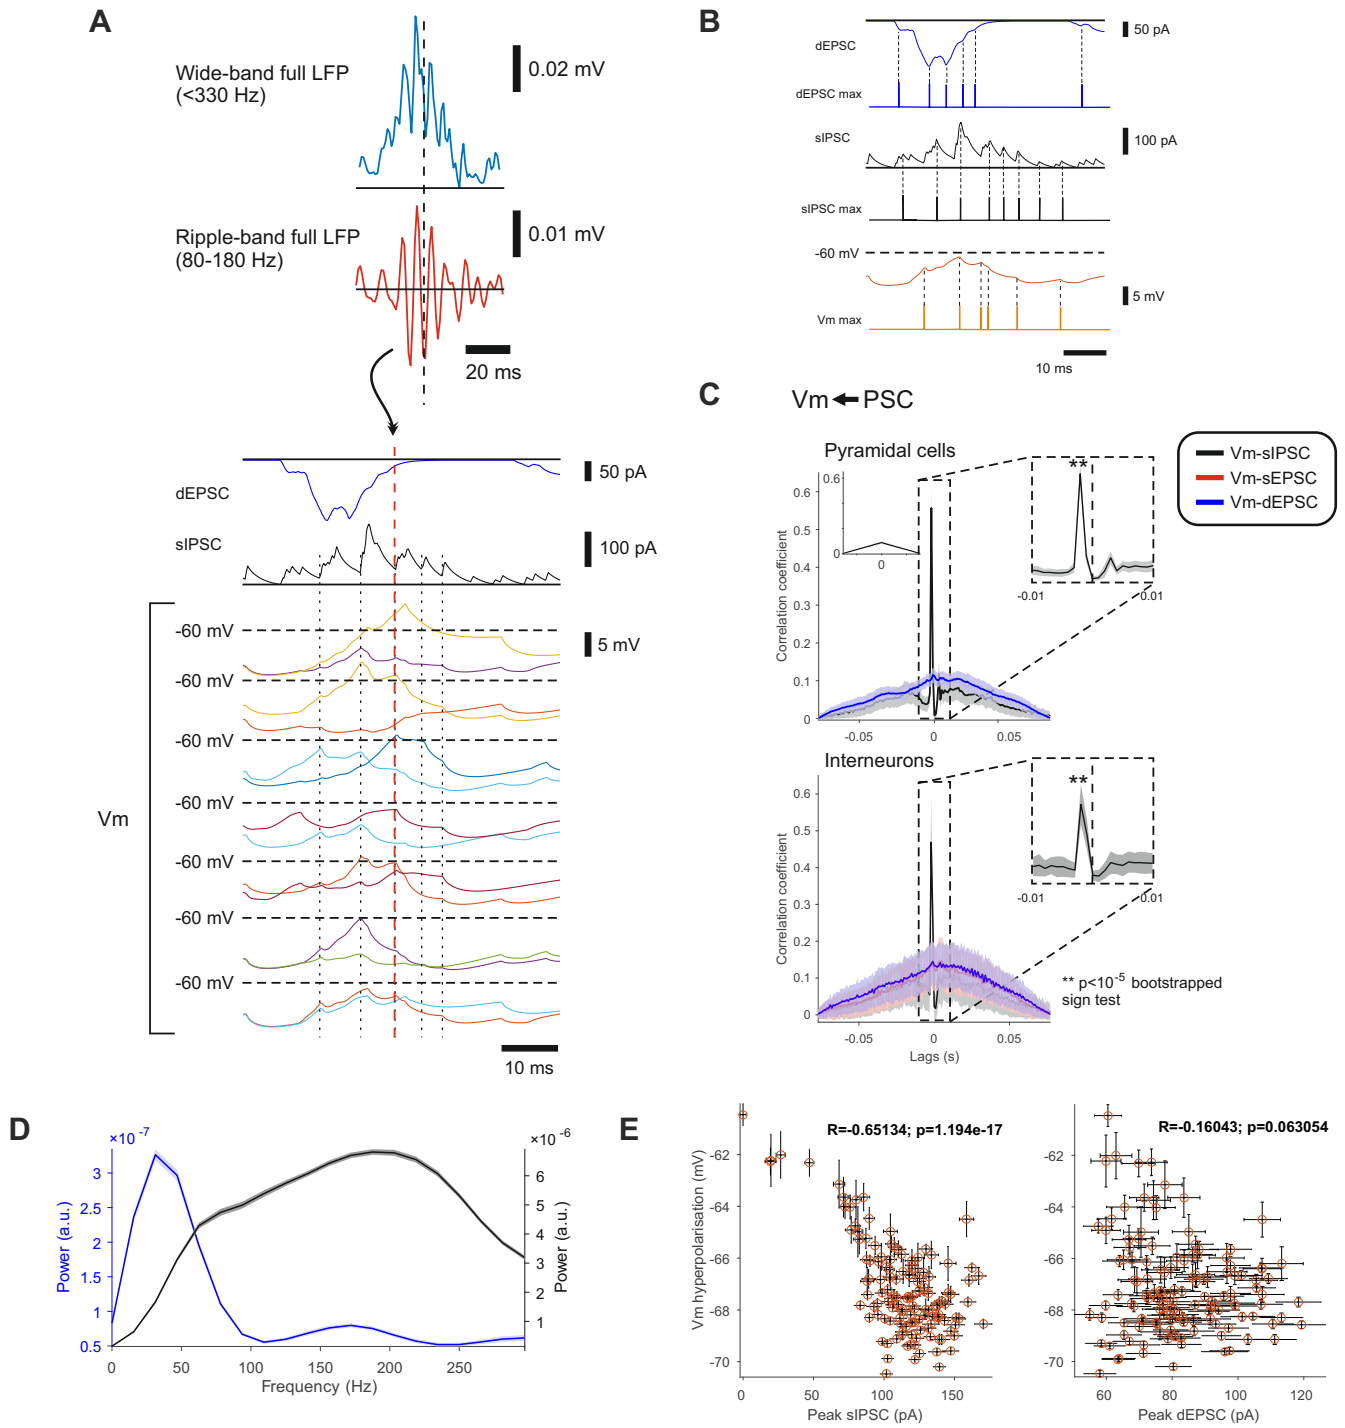 A
Wide-band full LFP
(<330 Hz)
0.02 mV
Ripple-band full LFP
(80-180 Hz)
0.01 mV
20 ms
dEPSC
50 pA
sIPSC
100 pA
-60 mV
5 mV
-60 mV
-60 mV
-60 mV
-60 mV
-60 mV
-60 mV
Vm
10 ms
B
dEPSC
50 pA
dEPSC max
sIPSC
100 pA
sIPSC max
-60 mV
5 mV
Vm max
10 ms
C
Vm PSC
Vm-sIPSC
Vm-sEPSC
Vm-dEPSC
Pyramidal cells
Correlation coefficient
0.6
0.5
0.4
0.3
0.2
0.1
0
0.6
0
0
**
-0.01
0.01
-0.05
0
0.05
Interneurons
Correlation coefficient
0.6
0.5
0.4
0.3
0.2
0.1
0
**
-0.01
0.01
** p<10-5 bootstrapped
sign test
-0.05
0
0.05
Lags (s)
D
×10 -7
Power (a.u.)
3
2.5
2
1.5
1
0.5
×10 -6
Power (a.u.)
6
5
4
3
2
1
0
50
100
150
200
250
Frequency (Hz)
E
Vm hyperpolarisation (mV)
-62
-64
-66
-68
-70
R=-0.65134; p=1.194e-17
0
50
100
150
Peak sIPSC (pA)
-62
-64
-66
-68
-70
R=-0.16043; p=0.063054
60
80
100
120
Peak dEPSC (pA)